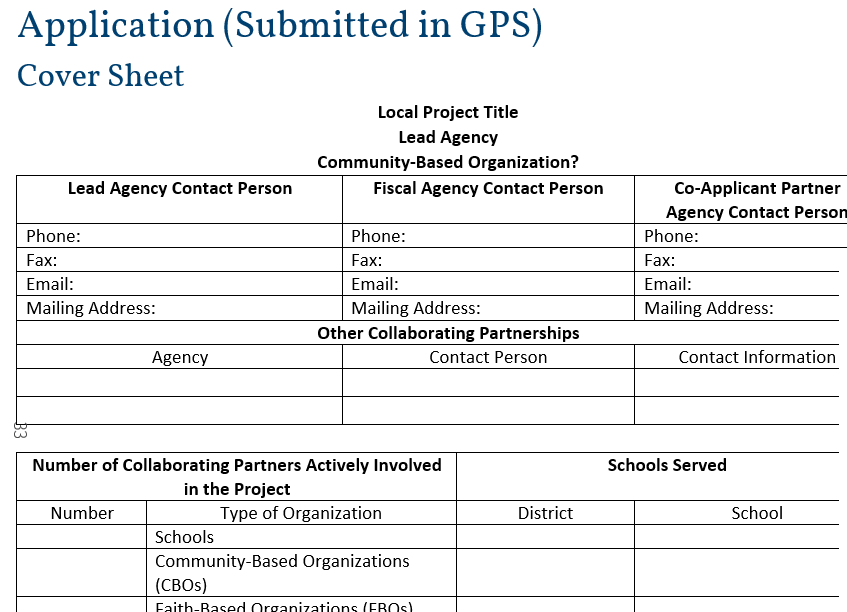 Application (Submitted in GPS)
Cover Sheet
Local Project Title
Lead Agency
Community-Based Organization?
Lead Agency Contact Person Fiscal Agency Contact Person Co-Applicant Partner
Agency Contact Person
Phone: Phone: Phone:
Fax: Fax: Fax:
Email: Email: Email:
Mailing Address: Mailing Address: Mailing Address:
Other Collaborating Partnerships
Agency Contact Person Contact Information
33
Number of Collaborating Partners Actively Involved Schools Served
in the Project
Number Type of Organization District School
Schools
Community-Based Organizations
(CBOs)
Faith-Based Organizations (FBOs)